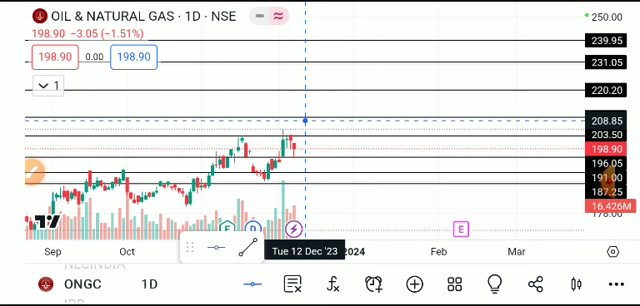 OIL & NATURAL GAS · 1D · NSE
198.90 −3.05 (−1.51%)
198.90 0.00 198.90
1
250.00
239.95
231.05
220.20
208.85
203.50
198.90
196.05
191.00
187.25
16.426M
178.00
E D E
Sep Oct Tue 12 Dec '23 2024 Feb Mar
NLCINDIA
ONGC 1D